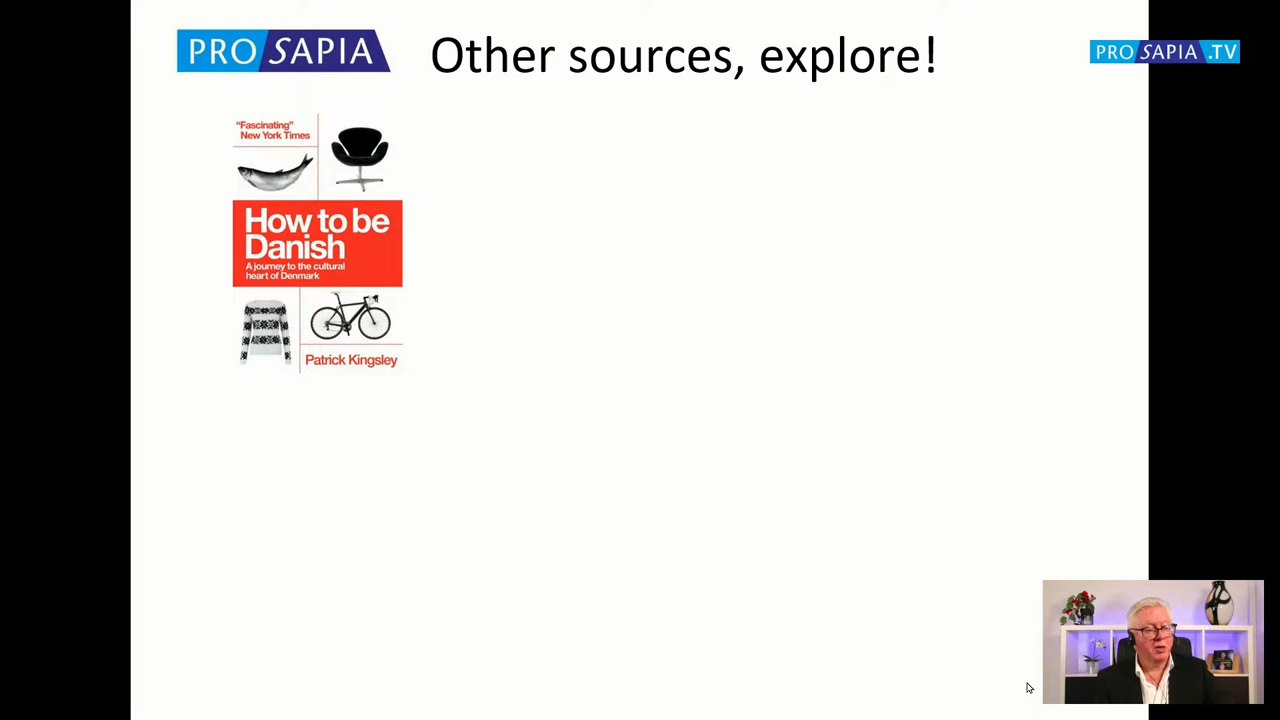 PRO SAPIA
Other sources, explore!
PRO SAPIA .TV
“Fascinating”
New York Times
How to be
Danish
A journey to the cultural
heart of Denmark
Patrick Kingsley